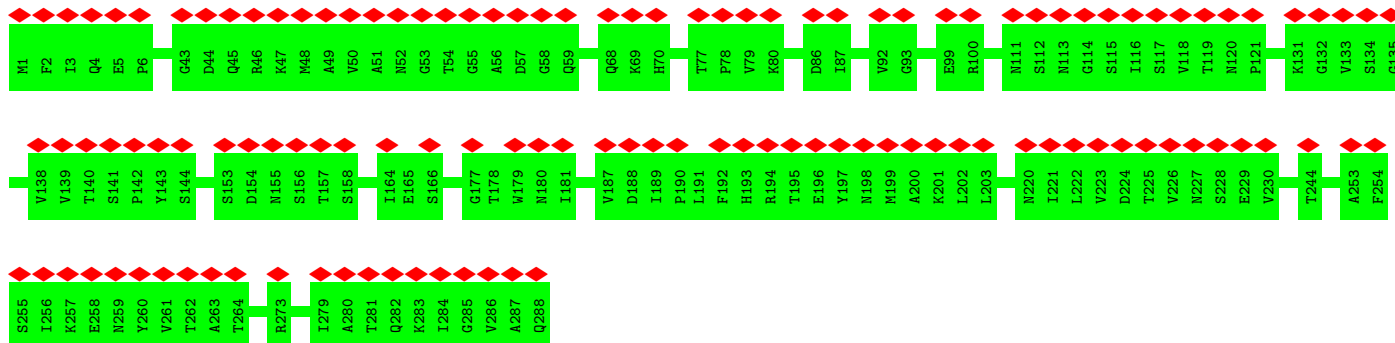 M1 F2 I3 Q4 E5 P6 G43 D44 Q45 R46 K47 M48 A49 V50 A51 N52 G53 T54 G55 A56 D57 G58 Q59 Q68 K69 H70 T77 P78 V79 K80 D86 I87 V92 G93 E99 R100 N111 S112 N113 G114 S115 I116 S117 V118 T119 N120 P121 K131 G132 V133 S134 G135
V138 V139 T140 S141 P142 Y143 S144 S153 D154 N155 S156 T157 S158 I164 E165 S166 G177 T178 W179 N180 I181 V187 D188 I189 P190 L191 F192 H193 R194 T195 E196 Y197 N198 M199 A200 K201 L202 L203 N220 I221 L222 V223 D224 T225 V226 N227 S228 E229 V230 T244 A253 F254
S255 I256 K257 E258 N259 Y260 V261 T262 A263 T264 R273 I279 A280 T281 Q282 K283 I284 G285 V286 A287 Q288